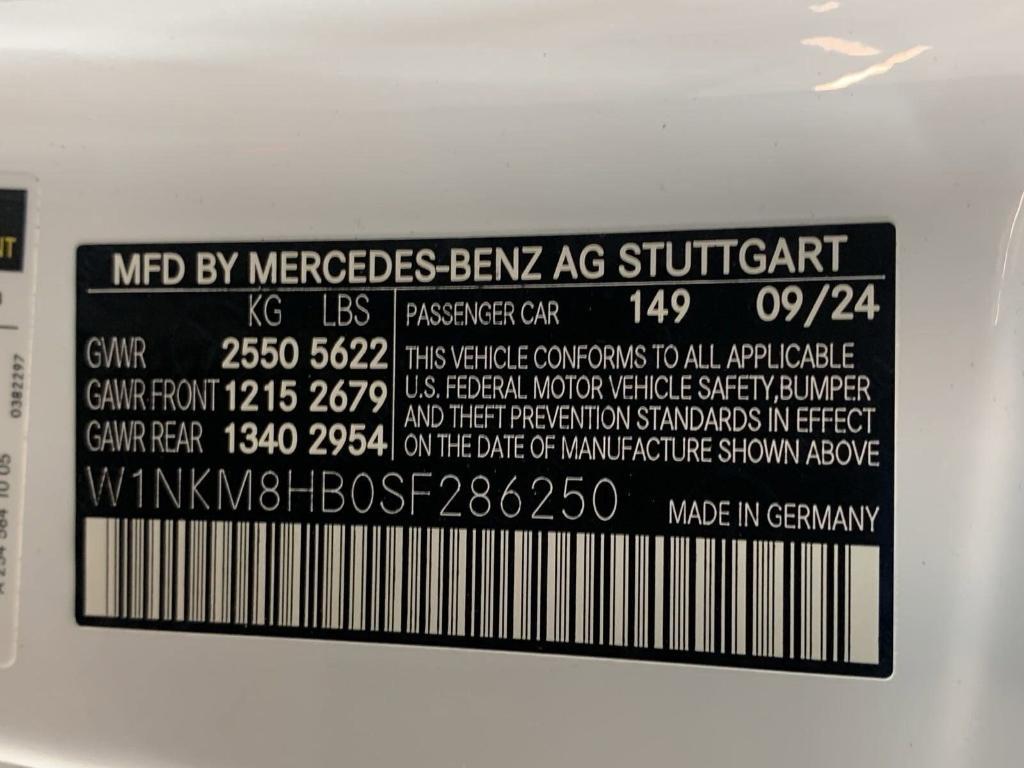 MFD BY MERCEDES-BENZ AG STUTTGART
KG LBS
GVWR 2550 5622
GAWR FRONT 1215 2679
GAWR REAR 1340 2954
PASSENGER CAR 149 09/24
THIS VEHICLE CONFORMS TO ALL APPLICABLE
U.S. FEDERAL MOTOR VEHICLE SAFETY, BUMPER
AND THEFT PREVENTION STANDARDS IN EFFECT
ON THE DATE OF MANUFACTURE SHOWN ABOVE
W1NKM8HB0SF286250
MADE IN GERMANY
0382297